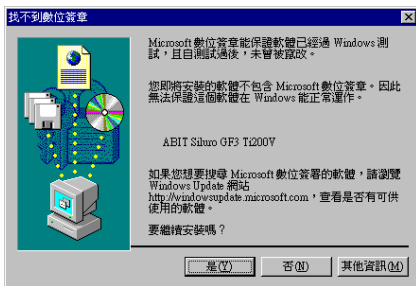 找不到數位簽章
Microsoft 數位簽章能保證軟體已經過 Windows 測
試，且自測試過後，未曾被竄改。
您即將安裝的軟體不包含 Microsoft 數位簽章。因此
無法保證這個軟體在 Windows 能正常運作。
ABIT Siluro GF3 Ti200V
如果您想要搜尋 Microsoft 數位簽署的軟體，請瀏覽
Windows Update 網站
http://windowsupdate.microsoft.com，查看是否有可供
使用的軟體。
要繼續安裝嗎？
是(Y)
否(N)
其他資訊(M)